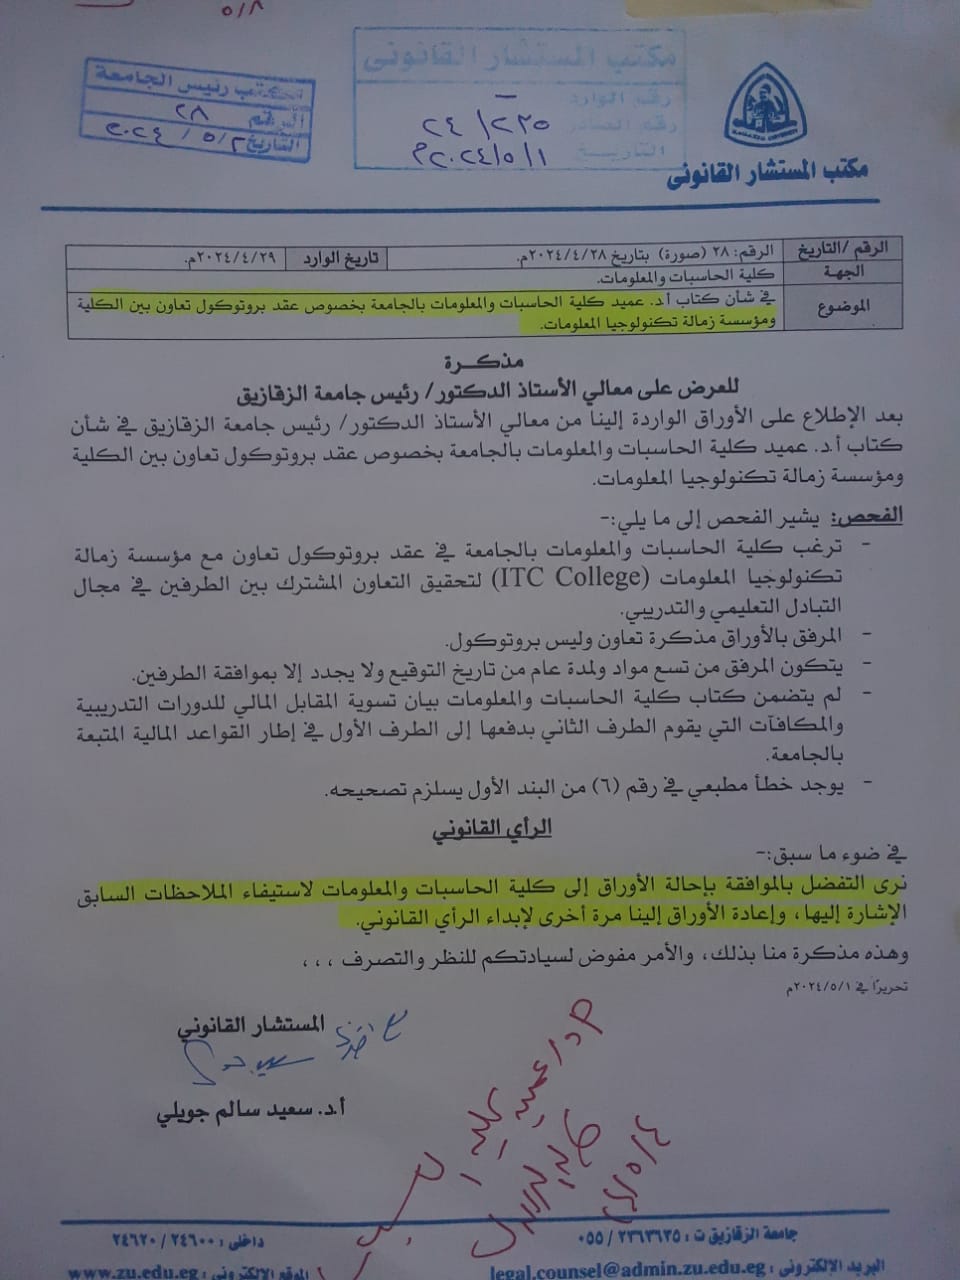 ٥/٨
مكتب المستشار القانونى
رقم الوارد
رقم الصادر ٢٣٥/ ٢٤
التاريخ ٢٠٢٤/٥/١م
مكتب رئيس الجامعة
الرقم ٢٨
التاريخ ٢/ ٥/ ٢٠٢٤
ZAGAZIG UNIVERSITY
مكتب المستشار القانونى
الرقم /التاريخ الرقم: ٢٨ (صورة) بتاريخ ٢٠٢٤/٤/٢٨م. تاريخ الوارد ٢٠٢٤/٤/٢٩م.
الجهة كلية الحاسبات والمعلومات.
الموضوع في شأن كتاب أ.د. عميد كلية الحاسبات والمعلومات بالجامعة بخصوص عقد بروتوكول تعاون بين الكلية
ومؤسسة زمالة تكنولوجيا المعلومات.
مذكــرة
للعرض على معالي الأستاذ الدكتور/ رئيس جامعة الزقازيق
بعد الإطلاع على الأوراق الواردة إلينا من معالي الأستاذ الدكتور/ رئيس جامعة الزقازيق في شأن
كتاب أ.د. عميد كلية الحاسبات والمعلومات بالجامعة بخصوص عقد بروتوكول تعاون بين الكلية
ومؤسسة زمالة تكنولوجيا المعلومات.
الفحص: يشير الفحص إلى ما يلي:-
- ترغب كلية الحاسبات والمعلومات بالجامعة في عقد بروتوكول تعاون مع مؤسسة زمالة
تكنولوجيا المعلومات (ITC College) لتحقيق التعاون المشترك بين الطرفين في مجال
التبادل التعليمي والتدريبي.
- المرفق بالأوراق مذكرة تعاون وليس بروتوكول.
- يتكون المرفق من تسع مواد ولمدة عام من تاريخ التوقيع ولا يجدد إلا بموافقة الطرفين.
- لم يتضمن كتاب كلية الحاسبات والمعلومات بيان تسوية المقابل المالي للدورات التدريبية
والمكافآت التي يقوم الطرف الثاني بدفعها إلى الطرف الأول في إطار القواعد المالية المتبعة
بالجامعة.
- يوجد خطأ مطبعي في رقم (٦) من البند الأول يسلزم تصحيحه.
الرأي القانوني
في ضوء ما سبق:-
نرى التفضل بالموافقة بإحالة الأوراق إلى كلية الحاسبات والمعلومات لاستيفاء الملاحظات السابق
الإشارة إليها، وإعادة الأوراق إلينا مرة أخرى لإبداء الرأي القانوني.
وهذه مذكرة منا بذلك، والأمر مفوض لسيادتكم للنظر والتصرف ، ، ،
تحريرًا في ٢٠٢٤/٥/١م
المستشار القانوني
أ.د. سعيد سالم جويلي
أ.د/ عميد كلية الحاسبات
جامعة الزقازيق ت : ٢٣٦٣٦٣٥ / ٠٥٥
داخلى : ٢٤٦٠٠ / ٢٤٦٢٠
البريد الالكترونى : legal.counsel@admin.zu.edu.eg
الموقع الالكترونى : www.zu.edu.eg